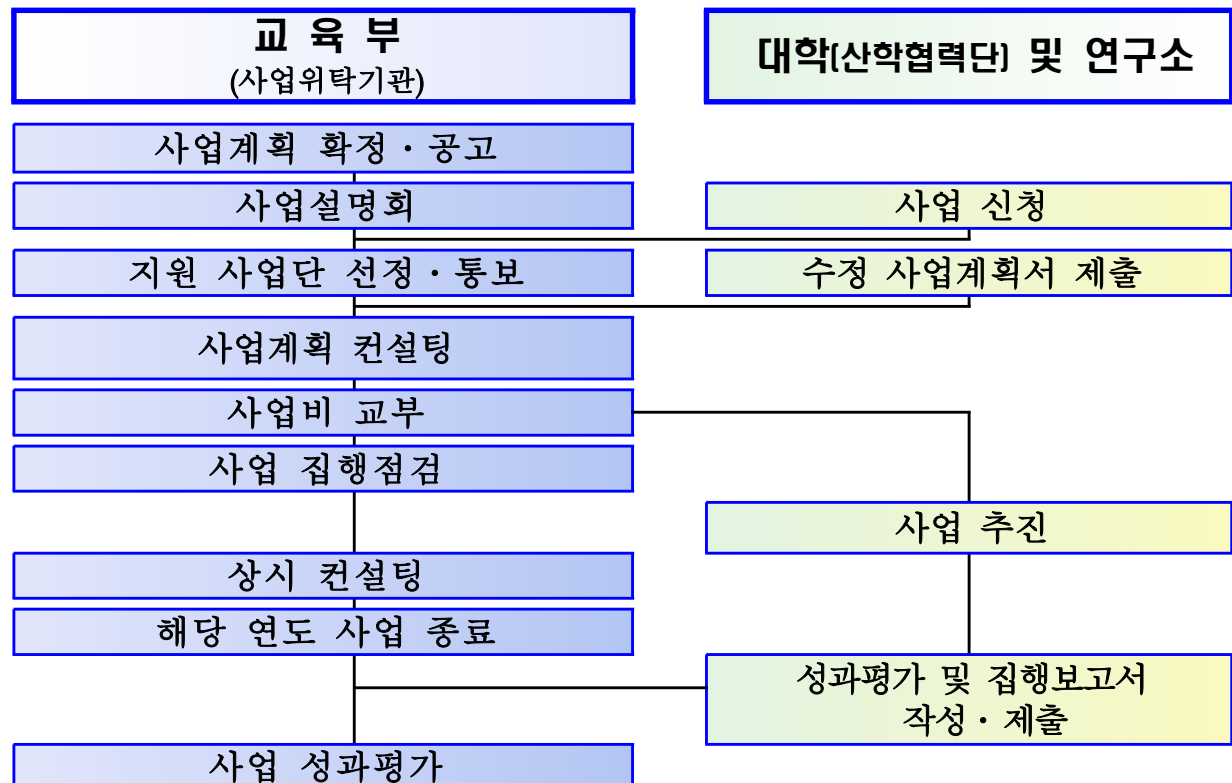 교 육 부
(사업위탁기관)
대학(산학협력단) 및 연구소
사업계획 확정·공고
사업설명회
사업 신청
지원 사업단 선정·통보
수정 사업계획서 제출
사업계획 컨설팅
사업비 교부
사업 집행점검
사업 추진
상시 컨설팅
해당 연도 사업 종료
성과평가 및 집행보고서
작성·제출
사업 성과평가